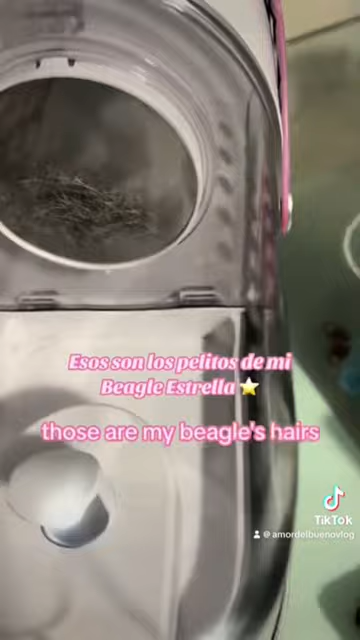 Esos son los pelitos de mi
Beagle Estrella ⭐
those are my beagle's hairs
TikTok
@amordelbuenovlog